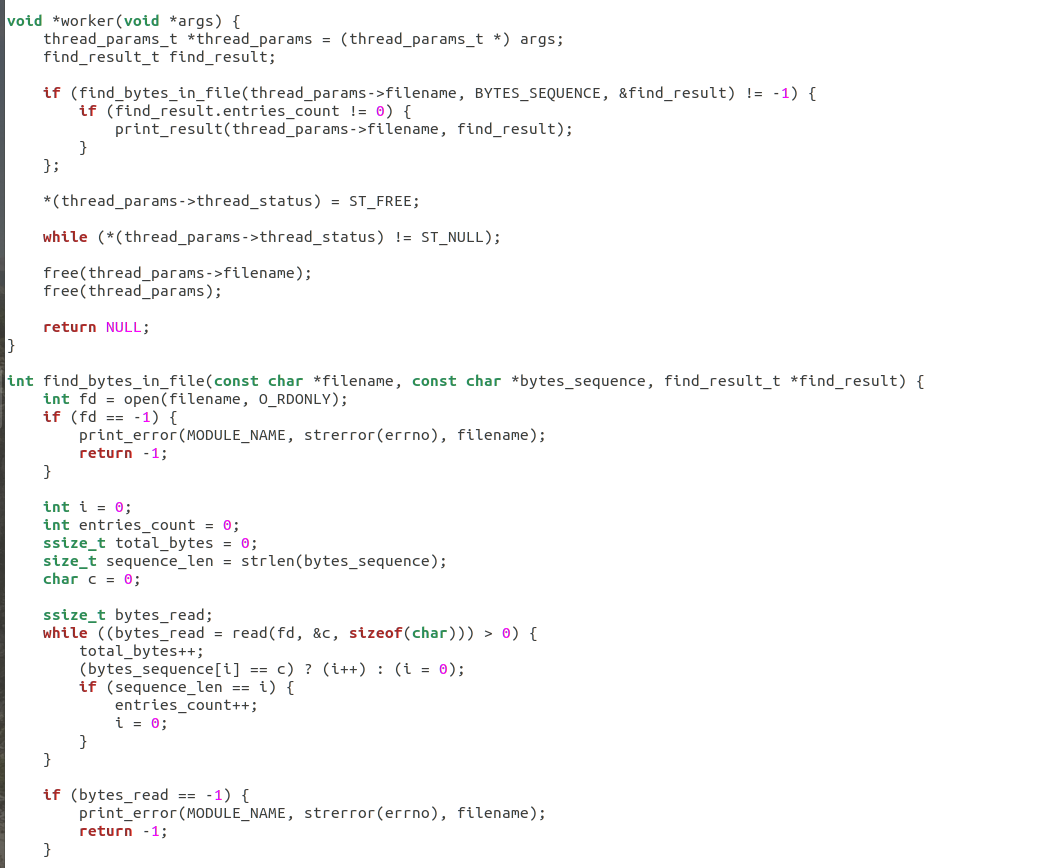 void *worker(void *args) {
    thread_params_t *thread_params = (thread_params_t *) args;
    find_result_t find_result;

    if (find_bytes_in_file(thread_params->filename, BYTES_SEQUENCE, &find_result) != -1) {
        if (find_result.entries_count != 0) {
            print_result(thread_params->filename, find_result);
        }
    };

    *(thread_params->thread_status) = ST_FREE;

    while (*(thread_params->thread_status) != ST_NULL);

    free(thread_params->filename);
    free(thread_params);

    return NULL;
}

int find_bytes_in_file(const char *filename, const char *bytes_sequence, find_result_t *find_result) {
    int fd = open(filename, O_RDONLY);
    if (fd == -1) {
        print_error(MODULE_NAME, strerror(errno), filename);
        return -1;
    }

    int i = 0;
    int entries_count = 0;
    ssize_t total_bytes = 0;
    size_t sequence_len = strlen(bytes_sequence);
    char c = 0;

    ssize_t bytes_read;
    while ((bytes_read = read(fd, &c, sizeof(char))) > 0) {
        total_bytes++;
        (bytes_sequence[i] == c) ? (i++) : (i = 0);
        if (sequence_len == i) {
            entries_count++;
            i = 0;
        }
    }

    if (bytes_read == -1) {
        print_error(MODULE_NAME, strerror(errno), filename);
        return -1;
    }